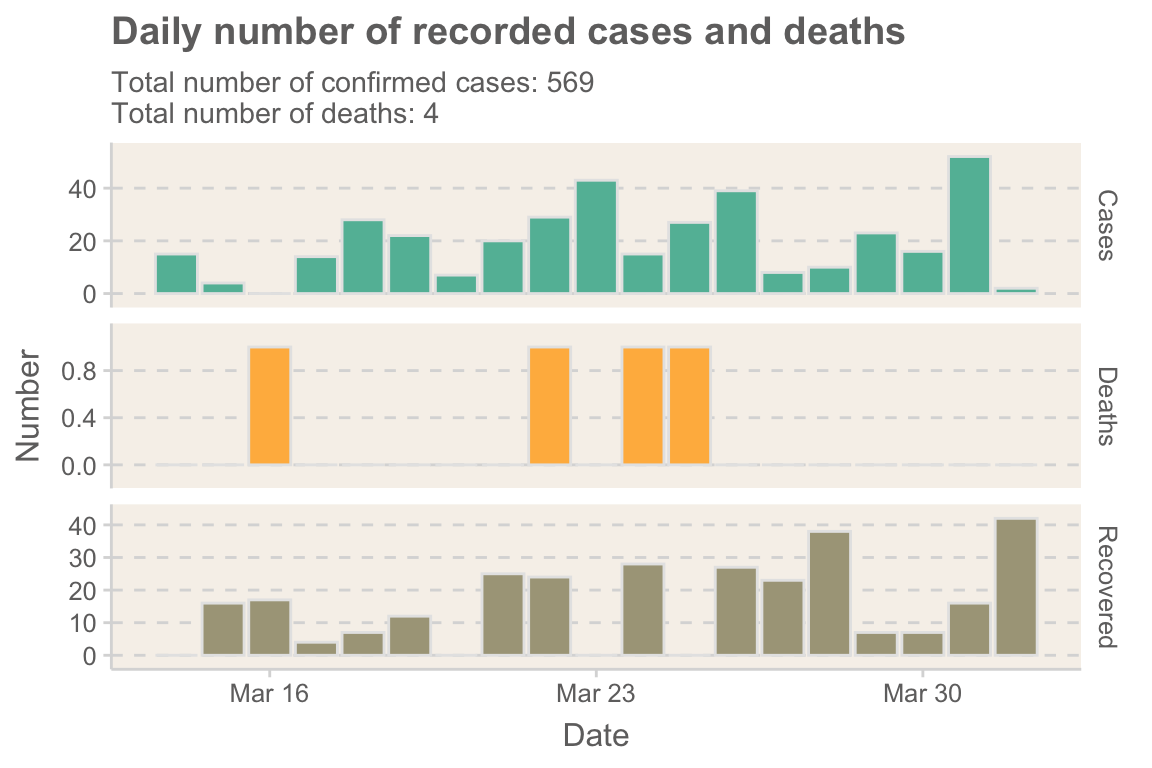 Daily number of recorded cases and deaths
Total number of confirmed cases: 569
Total number of deaths: 4
40
20
0
Cases
Number
0.8
0.4
0.0
Deaths
40
30
20
10
0
Recovered
Mar 16
Mar 23
Mar 30
Date